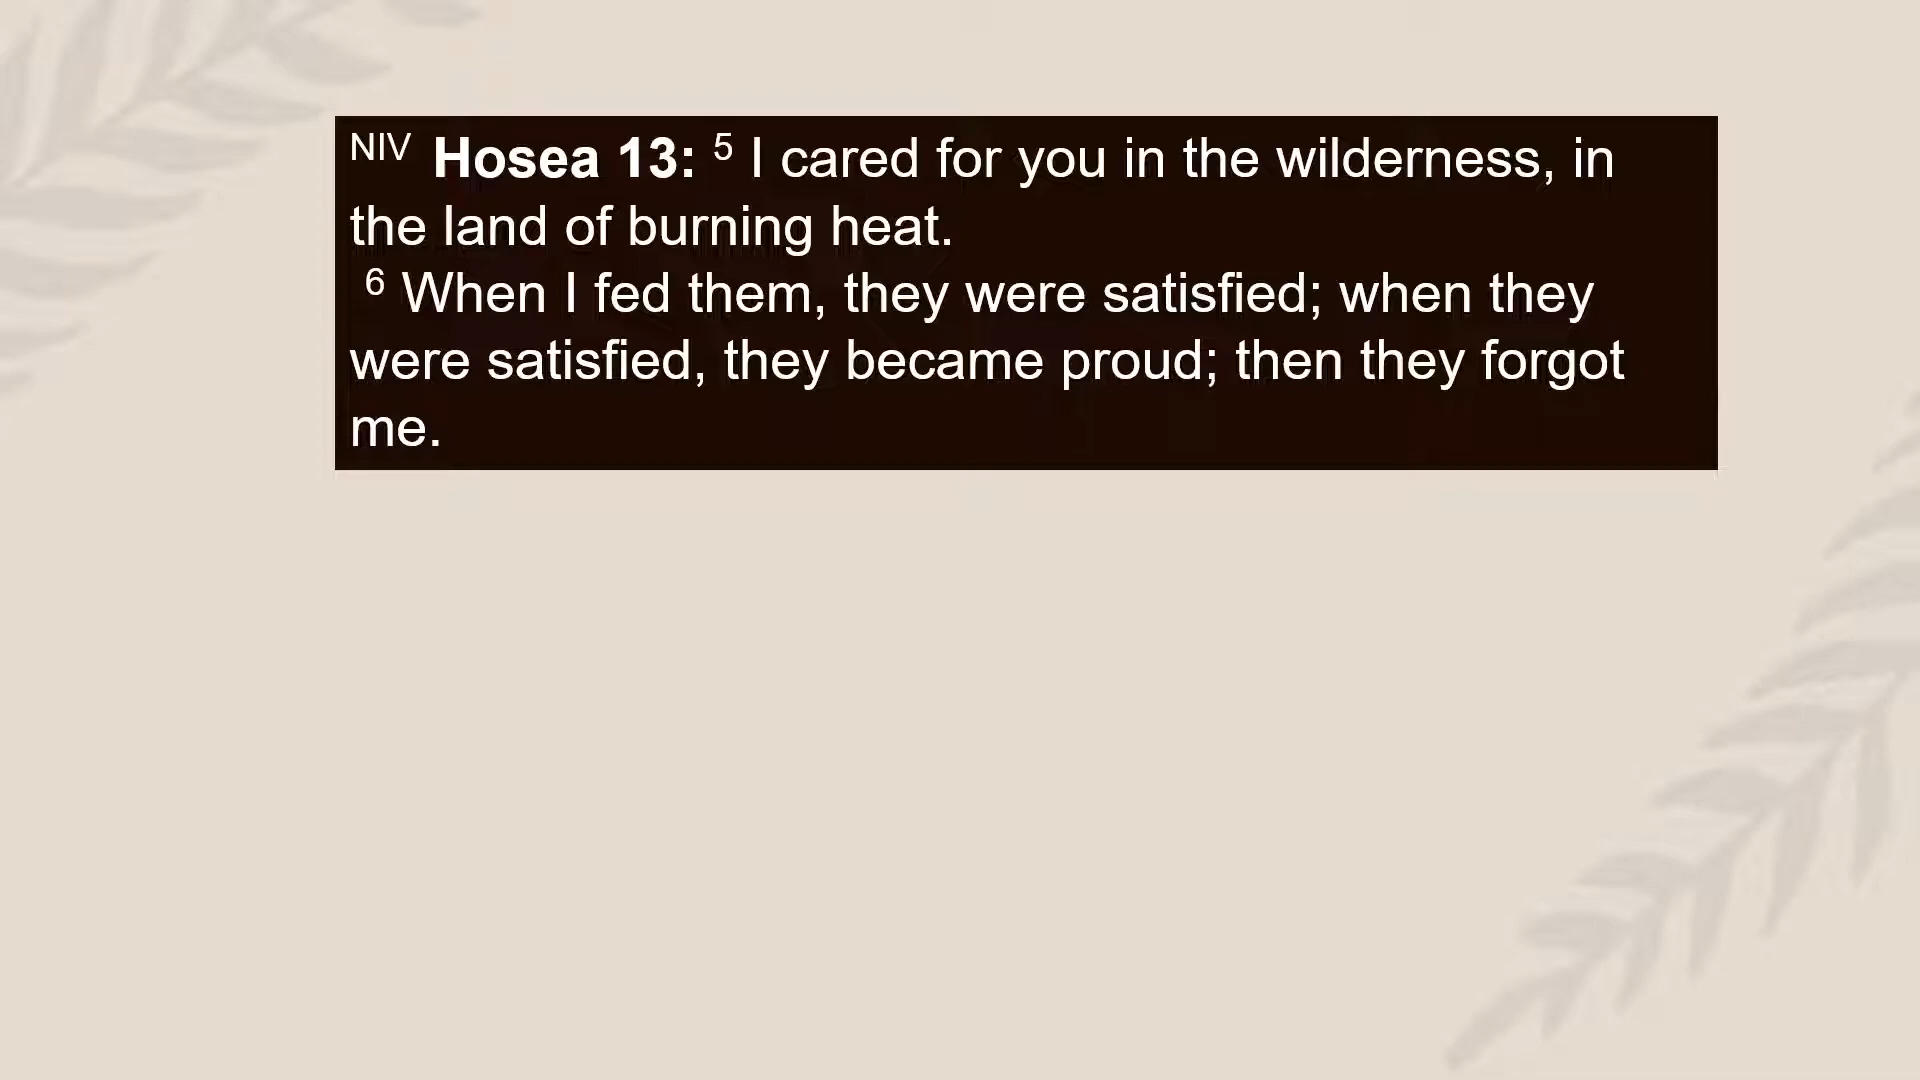 NIV Hosea 13: 5 I cared for you in the wilderness, in
the land of burning heat.
6 When I fed them, they were satisfied; when they
were satisfied, they became proud; then they forgot
me.